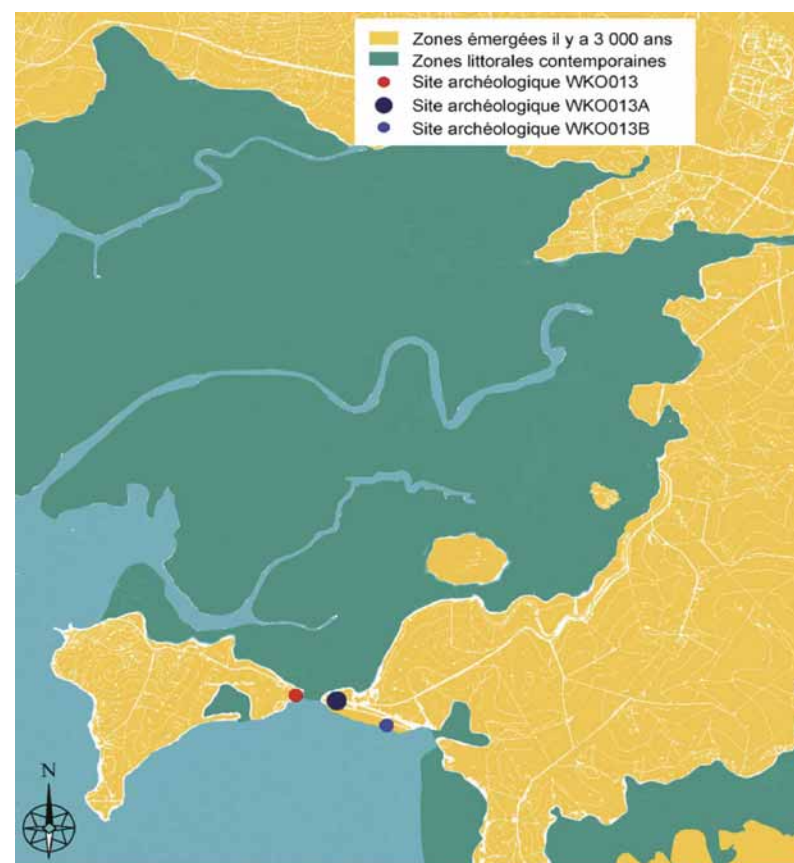 Zones émergées il y a 3 000 ans
Zones littorales contemporaines
Site archéologique WKO013
Site archéologique WKO013A
Site archéologique WKO013B
N